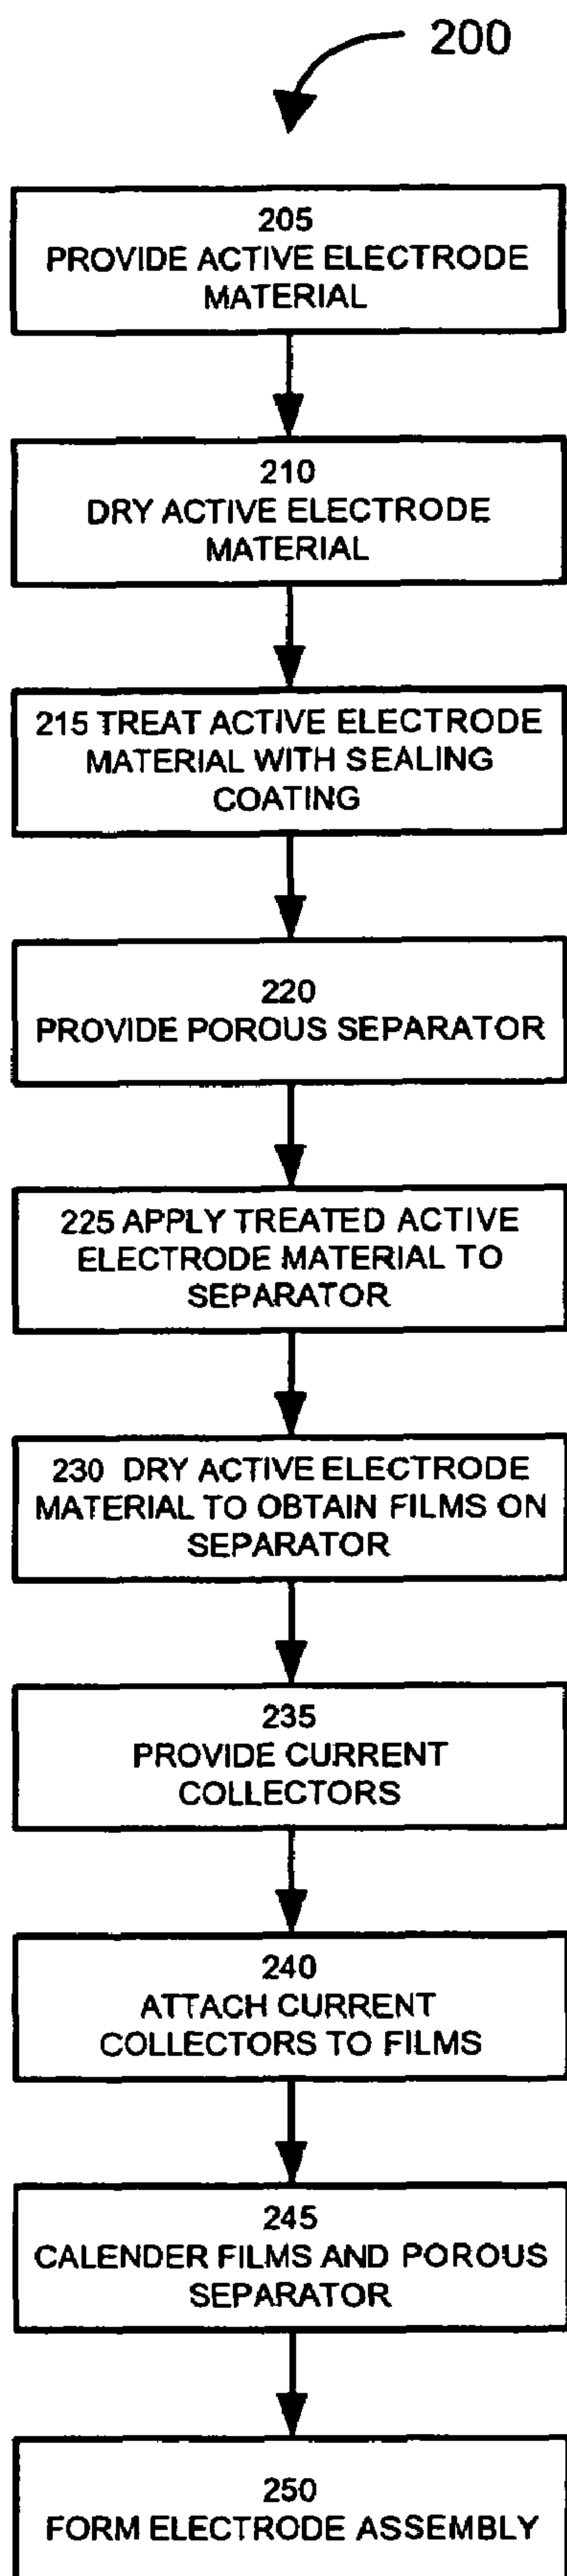 200
205
PROVIDE ACTIVE ELECTRODE
MATERIAL
210
DRY ACTIVE ELECTRODE
MATERIAL
215 TREAT ACTIVE ELECTRODE
MATERIAL WITH SEALING
COATING
220
PROVIDE POROUS SEPARATOR
225 APPLY TREATED ACTIVE
ELECTRODE MATERIAL TO
SEPARATOR
230 DRY ACTIVE ELECTRODE
MATERIAL TO OBTAIN FILMS ON
SEPARATOR
235
PROVIDE CURRENT
COLLECTORS
240
ATTACH CURRENT
COLLECTORS TO FILMS
245
CALENDER FILMS AND POROUS
SEPARATOR
250
FORM ELECTRODE ASSEMBLY